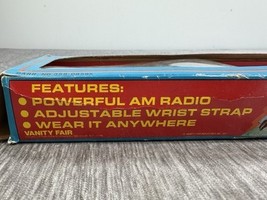 FEATURES:
• POWERFUL AM RADIO
• ADJUSTABLE WRIST STRAP
• WEAR IT ANYWHERE
VANITY FAIR